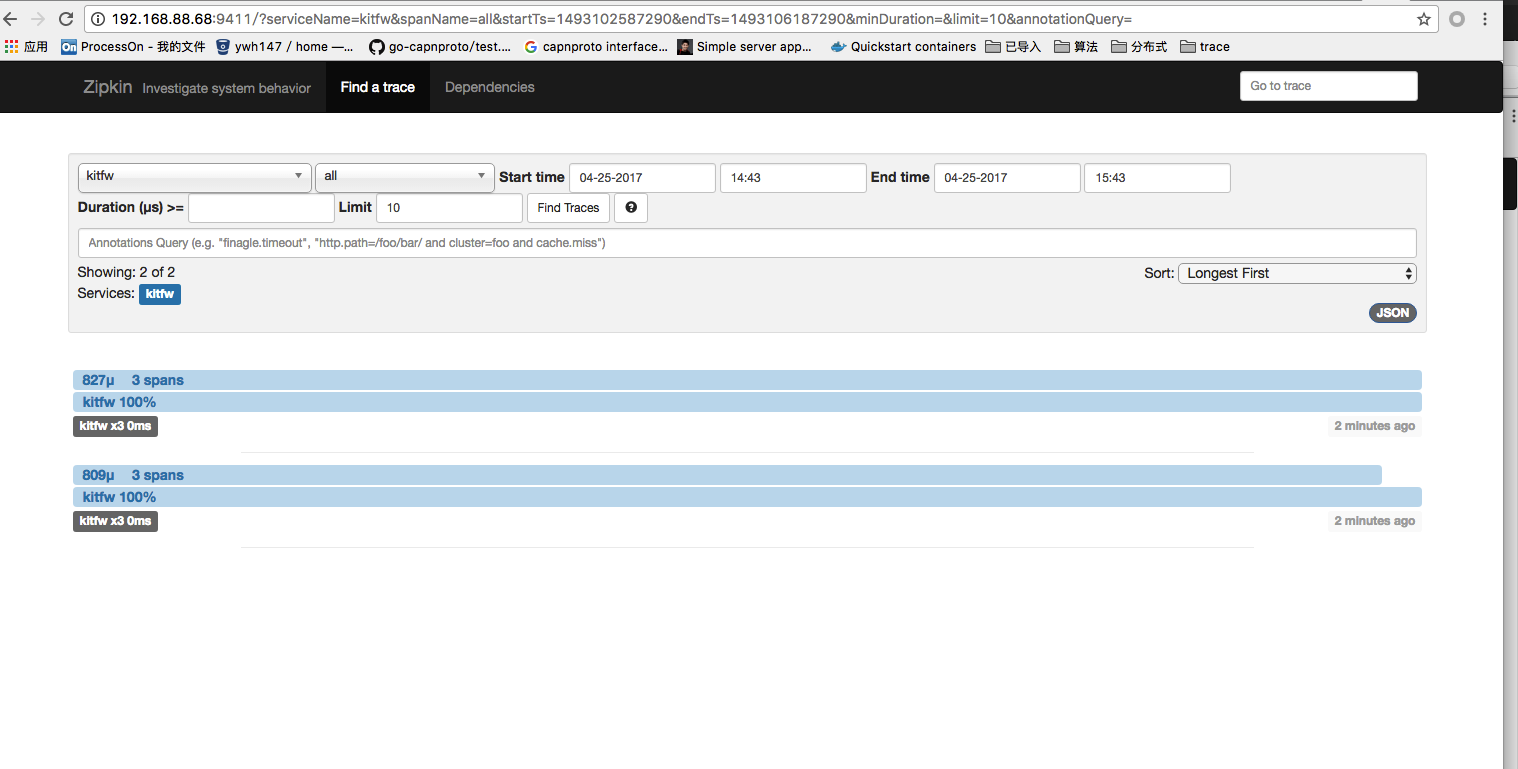 192.168.88.68:9411/?serviceName=kitfw&spanName=all&startTs=1493102587290&endTs=1493106187290&minDuration=&limit=10&annotationQuery=
应用 ProcessOn - 我的文件 ywh147 / home —... go-capnproto/test.... capnproto interface... Simple server app... Quickstart containers 已导入 算法 分布式 trace
Zipkin Investigate system behavior Find a trace Dependencies Go to trace
kitfw all Start time 04-25-2017 14:43 End time 04-25-2017 15:43
Duration (μs) >= Limit 10 Find Traces
Annotations Query (e.g. "finagle.timeout", "http.path=/foo/bar/ and cluster=foo and cache.miss")
Showing: 2 of 2 Sort: Longest First
Services: kitfw
JSON
827μ 3 spans
kitfw 100%
kitfw x3 0ms 2 minutes ago
809μ 3 spans
kitfw 100%
kitfw x3 0ms 2 minutes ago